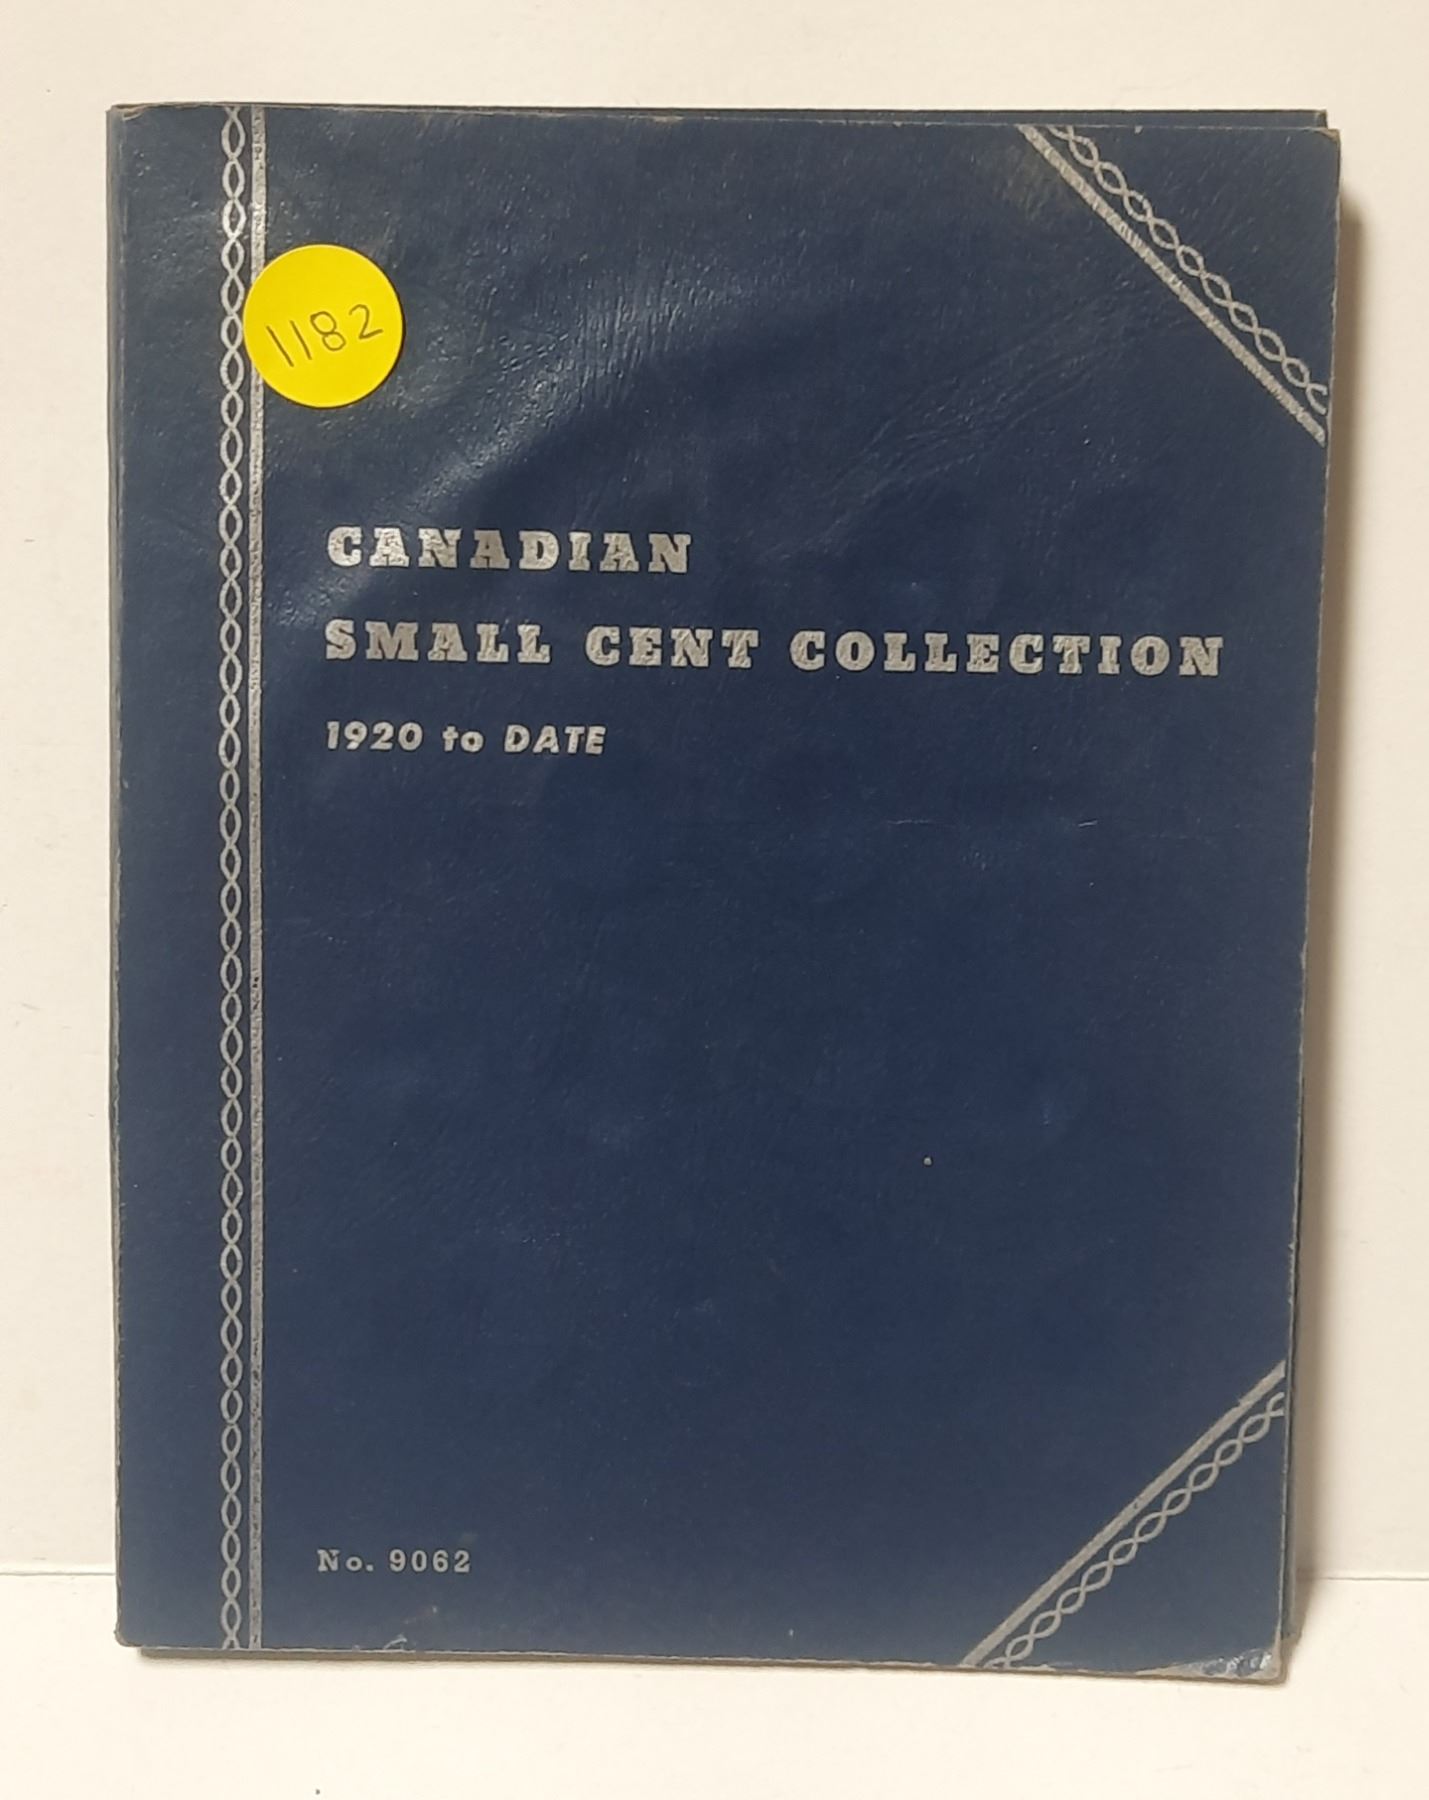 1182
CANADIAN
SMALL CENT COLLECTION
1920 to DATE
No. 9062